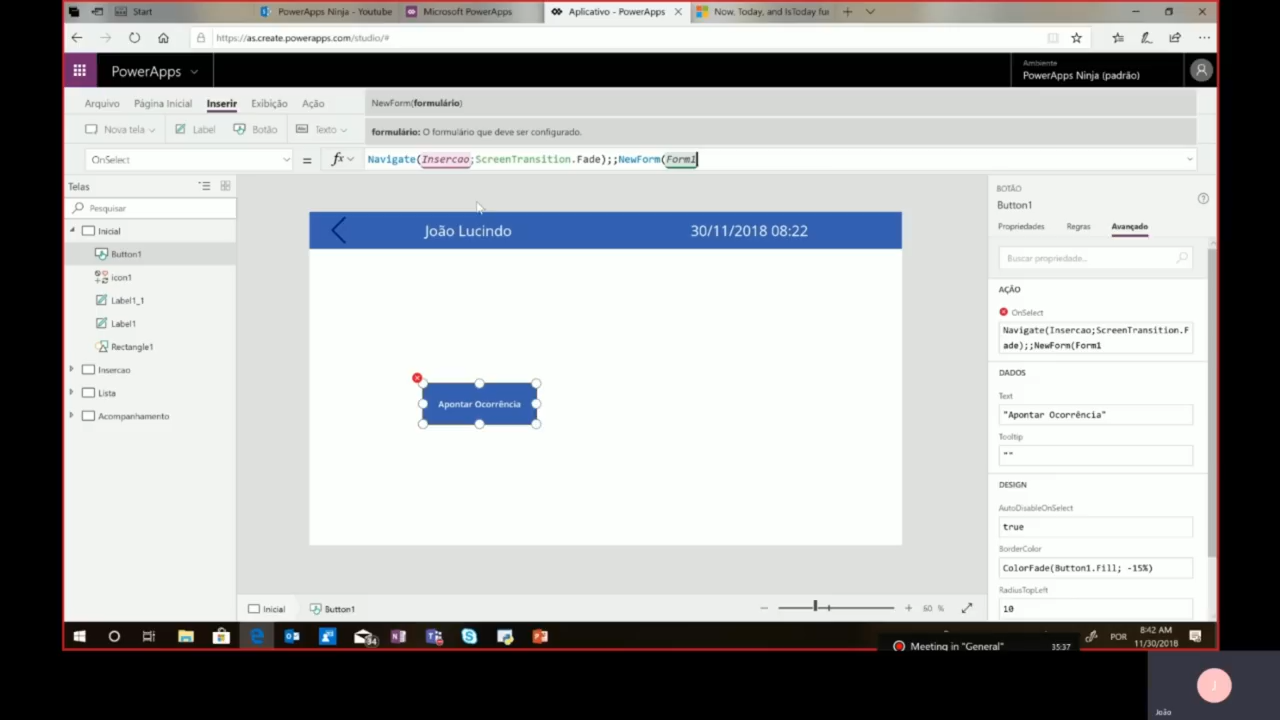 Start
PowerApps Ninja - Youtube
Microsoft PowerApps
Aplicativo - PowerApps
Now, Today, and IsToday fun
https://as.create.powerapps.com/studio/#
PowerApps
Ambiente
PowerApps Ninja (padrão)
Arquivo Página Inicial Inserir Exibição Ação
NewForm(formulário)
Nova tela Label Botão Texto
formulário: O formulário que deve ser configurado.
OnSelect = fx Navigate(Insercao;ScreenTransition.Fade);;NewForm(Form1
Telas
Pesquisar
Inicial
Button1
icon1
Label1_1
Label1
Rectangle1
Insercao
Lista
Acompanhamento
João Lucindo 30/11/2018 08:22
Apontar Ocorrência
BOTÃO
Button1
Propriedades Regras Avançado
Buscar propriedade...
AÇÃO
OnSelect
Navigate(Insercao;ScreenTransition.F
ade);;NewForm(Form1
DADOS
Text
"Apontar Ocorrência"
Tooltip
""
DESIGN
AutoDisableOnSelect
true
BorderColor
ColorFade(Button1.Fill; -15%)
RadiusTopLeft
10
Inicial Button1 60 %
34
POR
8:42 AM
11/30/2018
Meeting in "General" 35:37
J
João